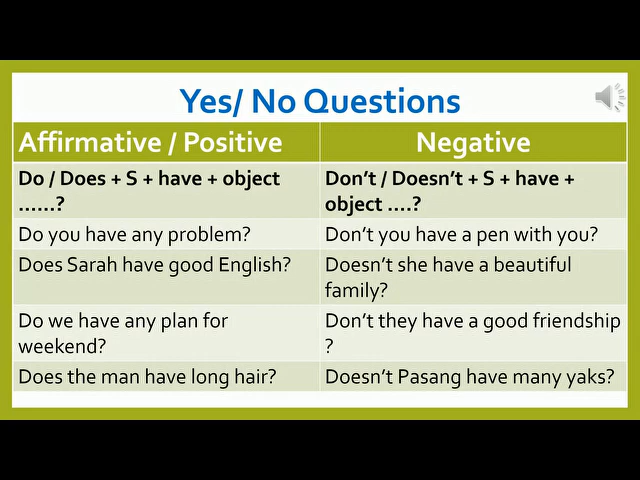 Yes/ No Questions
Affirmative / Positive
Negative
Do / Does + S + have + object
......?
Don't / Doesn't + S + have +
object ....?
Do you have any problem?
Don't you have a pen with you?
Does Sarah have good English?
Doesn't she have a beautiful
family?
Do we have any plan for
weekend?
Don't they have a good friendship
?
Does the man have long hair?
Doesn't Pasang have many yaks?